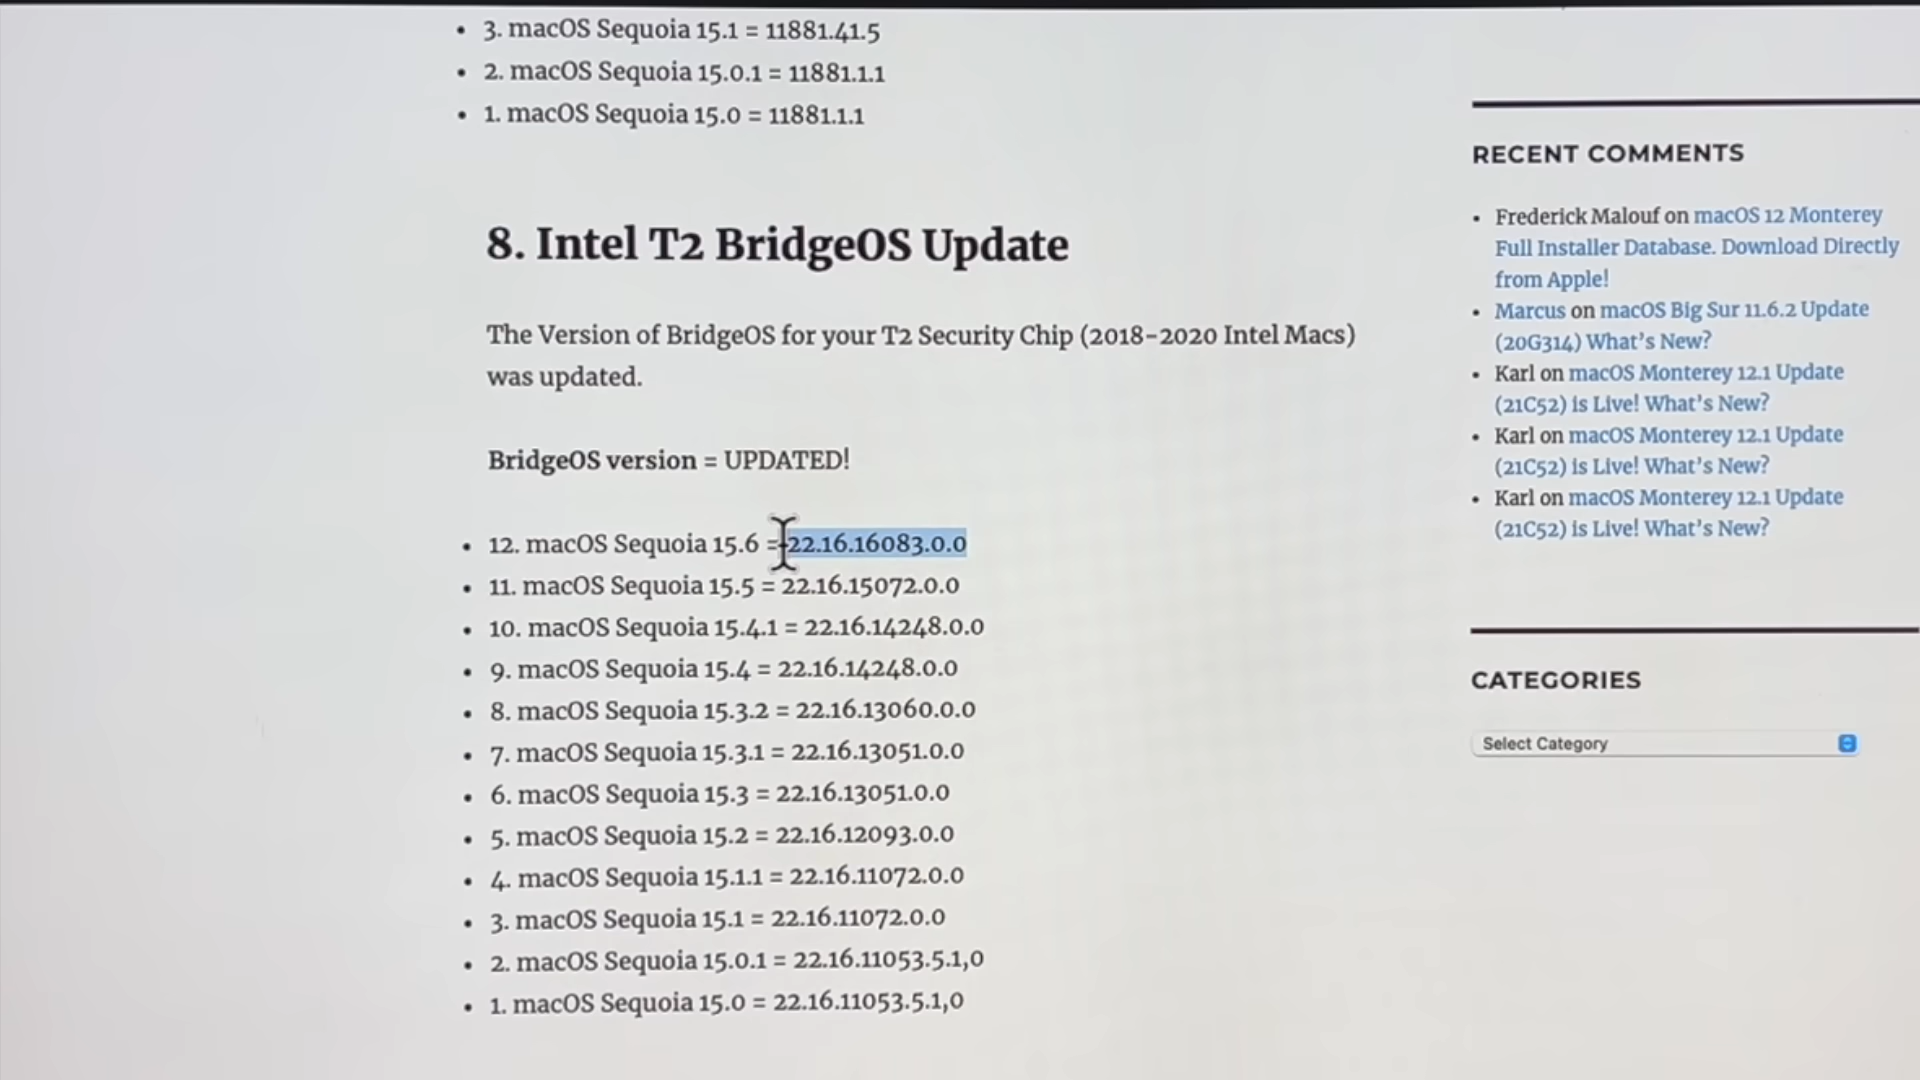 3. macOS Sequoia 15.1 = 11881.41.5
2. macOS Sequoia 15.0.1 = 11881.1.1
1. macOS Sequoia 15.0 = 11881.1.1
8. Intel T2 BridgeOS Update
The Version of BridgeOS for your T2 Security Chip (2018-2020 Intel Macs)
was updated.
BridgeOS version = UPDATED!
12. macOS Sequoia 15.6 = 22.16.16083.0.0
11. macOS Sequoia 15.5 = 22.16.15072.0.0
10. macOS Sequoia 15.4.1 = 22.16.14248.0.0
9. macOS Sequoia 15.4 = 22.16.14248.0.0
8. macOS Sequoia 15.3.2 = 22.16.13060.0.0
7. macOS Sequoia 15.3.1 = 22.16.13051.0.0
6. macOS Sequoia 15.3 = 22.16.13051.0.0
5. macOS Sequoia 15.2 = 22.16.12093.0.0
4. macOS Sequoia 15.1.1 = 22.16.11072.0.0
3. macOS Sequoia 15.1 = 22.16.11072.0.0
2. macOS Sequoia 15.0.1 = 22.16.11053.5.1,0
1. macOS Sequoia 15.0 = 22.16.11053.5.1,0
RECENT COMMENTS
Frederick Malouf on macOS 12 Monterey
Full Installer Database. Download Directly
from Apple!
Marcus on macOS Big Sur 11.6.2 Update
(20G314) What's New?
Karl on macOS Monterey 12.1 Update
(21C52) is Live! What's New?
Karl on macOS Monterey 12.1 Update
(21C52) is Live! What's New?
Karl on macOS Monterey 12.1 Update
(21C52) is Live! What's New?
CATEGORIES
Select Category